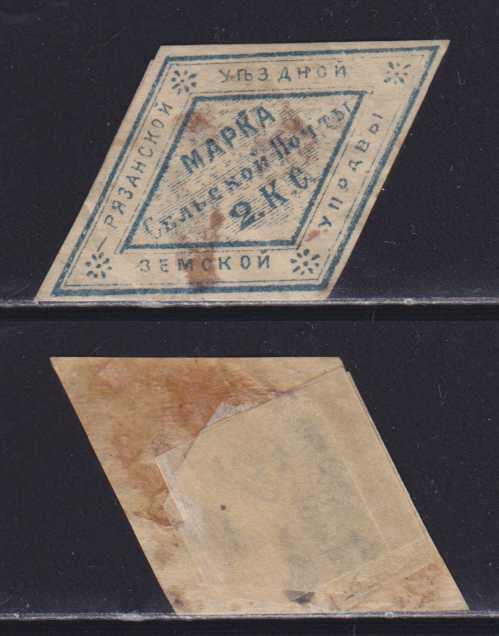 РЯЗАНСКОЙ
УѢЗДНОЙ
ЗЕМСКОЙ
УПРАВЫ
МАРКА
СЕЛЬСКОЙ ПОЧТЫ
2.К С.